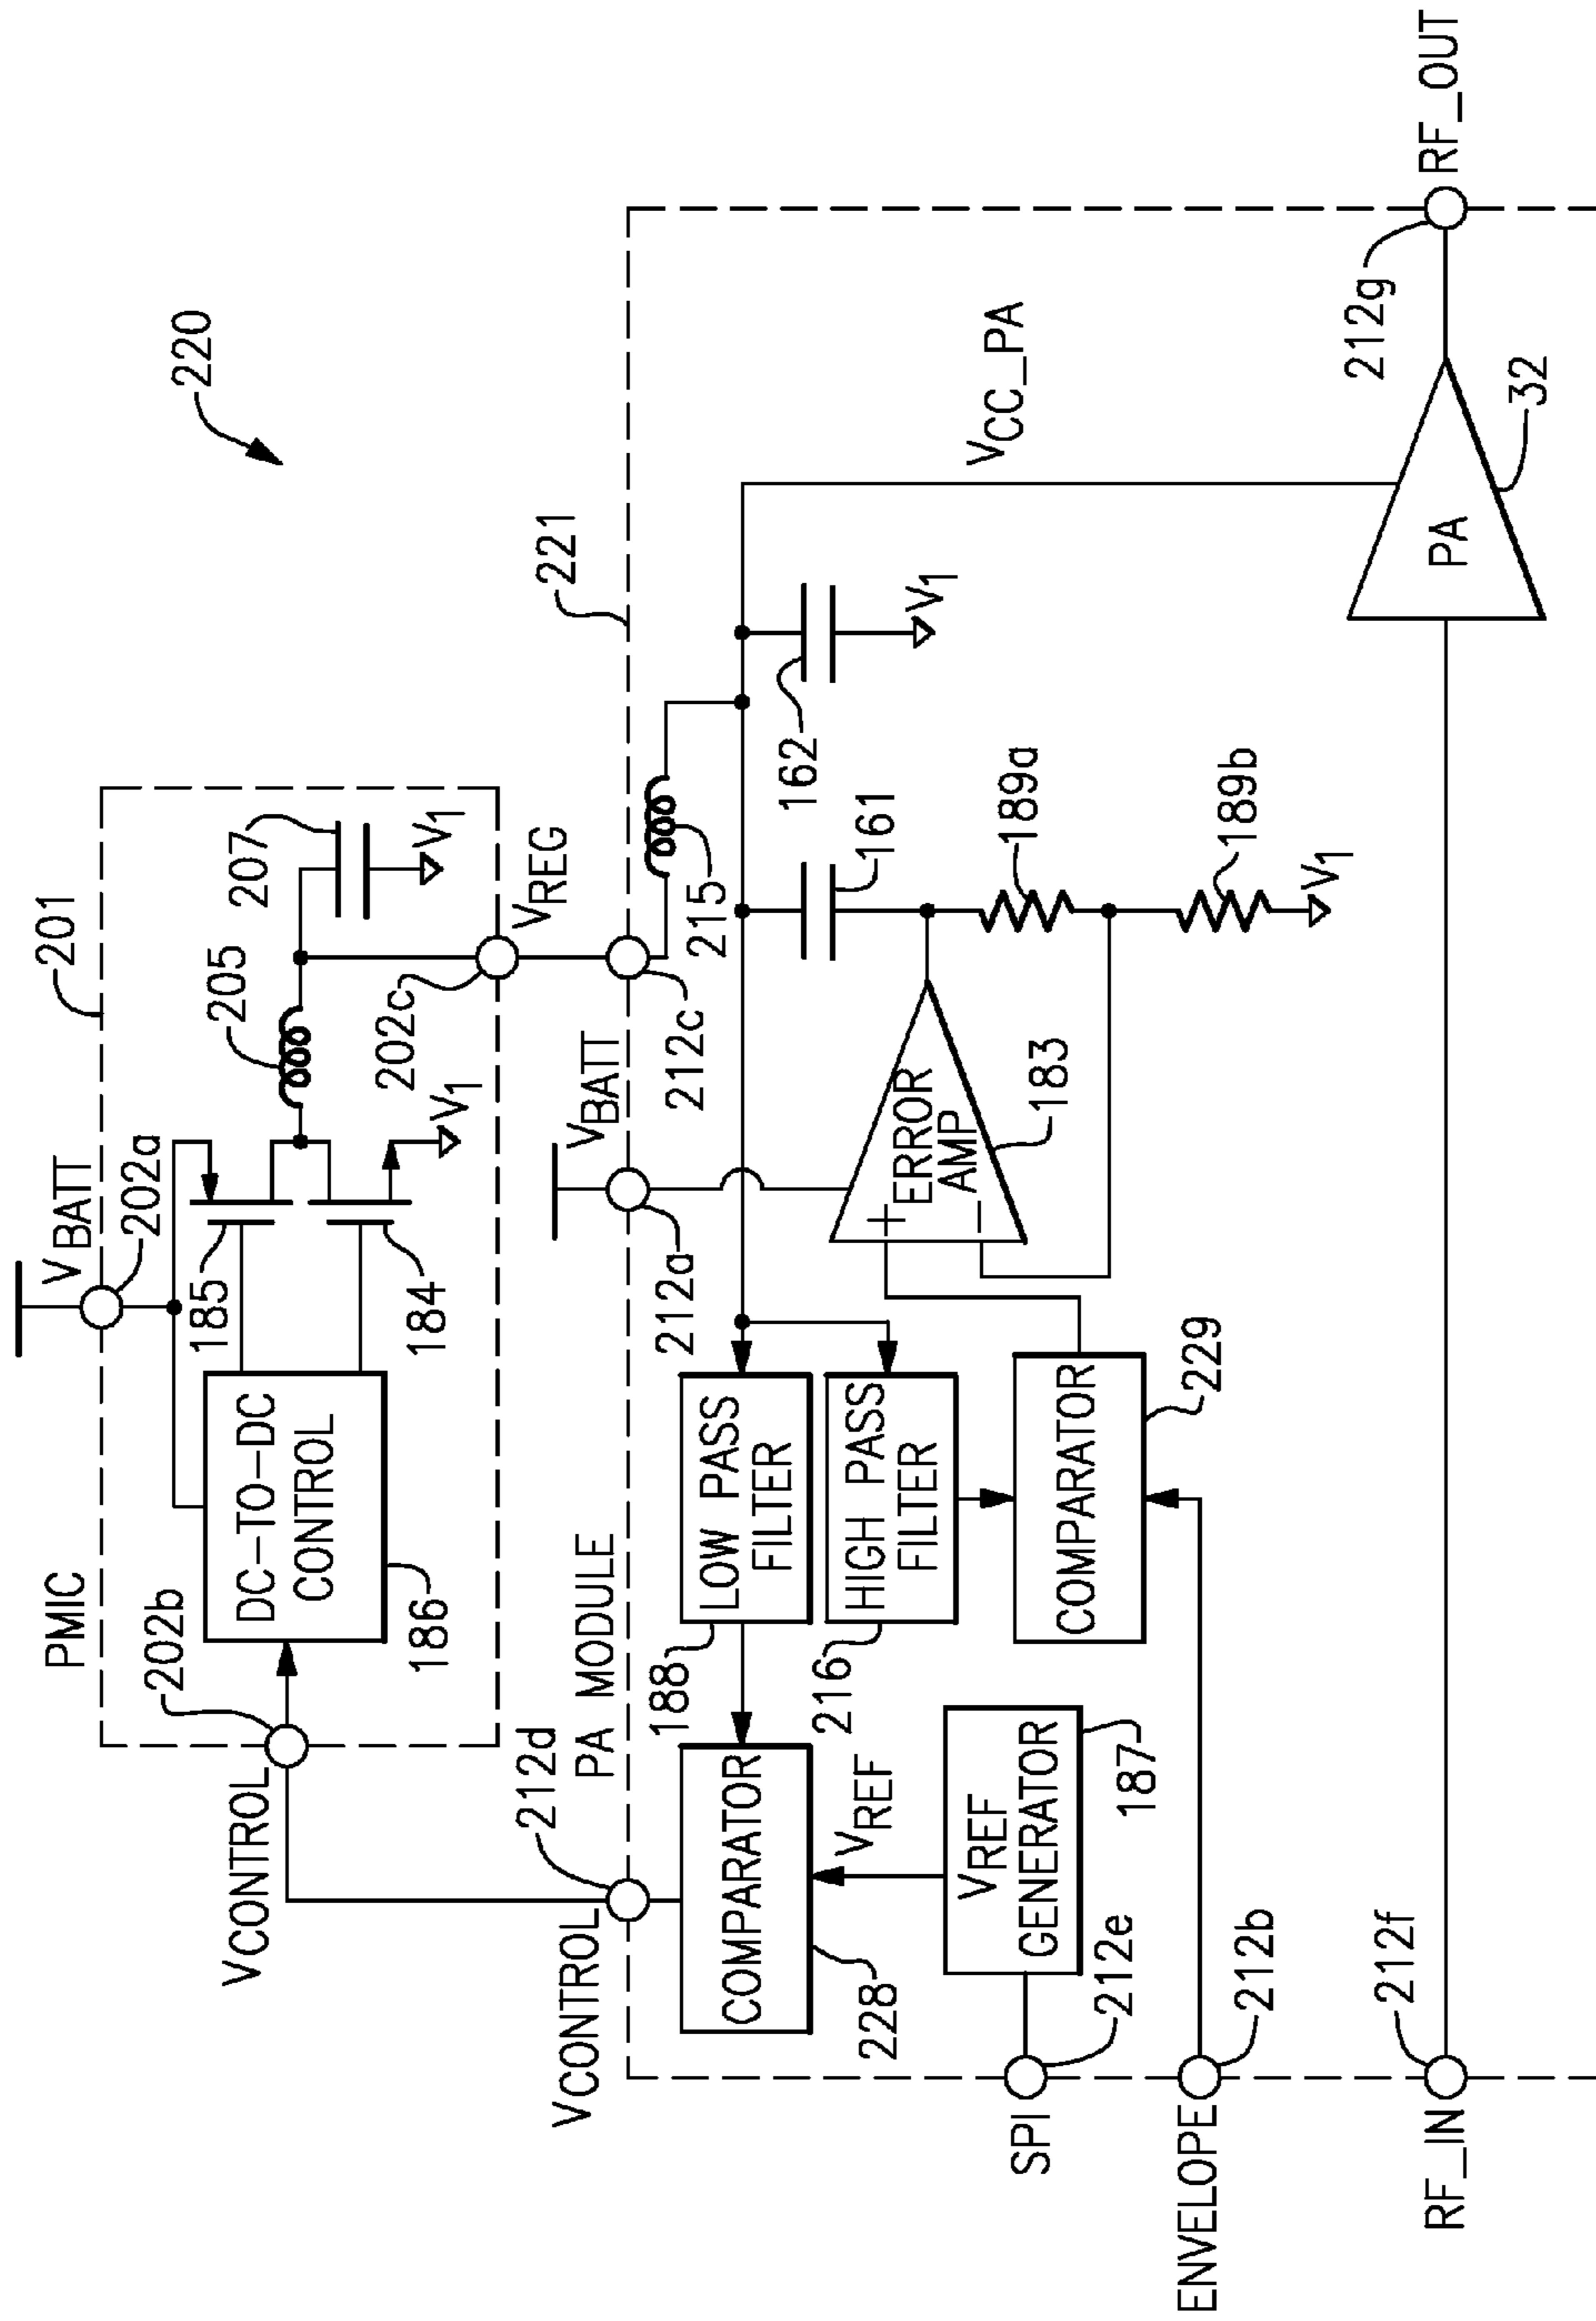 220
PMIC
VBATT
202a
201
202b
DC-TO-DC
CONTROL
186
185
184
V1
205
207
V1
202c
VREG
VCONTROL
VCONTROL
212d
PA MODULE
VBATT
212a
212c
221
215
188
LOW PASS
FILTER
COMPARATOR
228
VREF
216
HIGH PASS
FILTER
162
V1
161
VCC_PA
ERROR
AMP
+
−
183
189a
189b
V1
VREF
GENERATOR
187
COMPARATOR
229
SPI
212e
ENVELOPE
212b
RF_IN
212f
PA
32
212g
RF_OUT